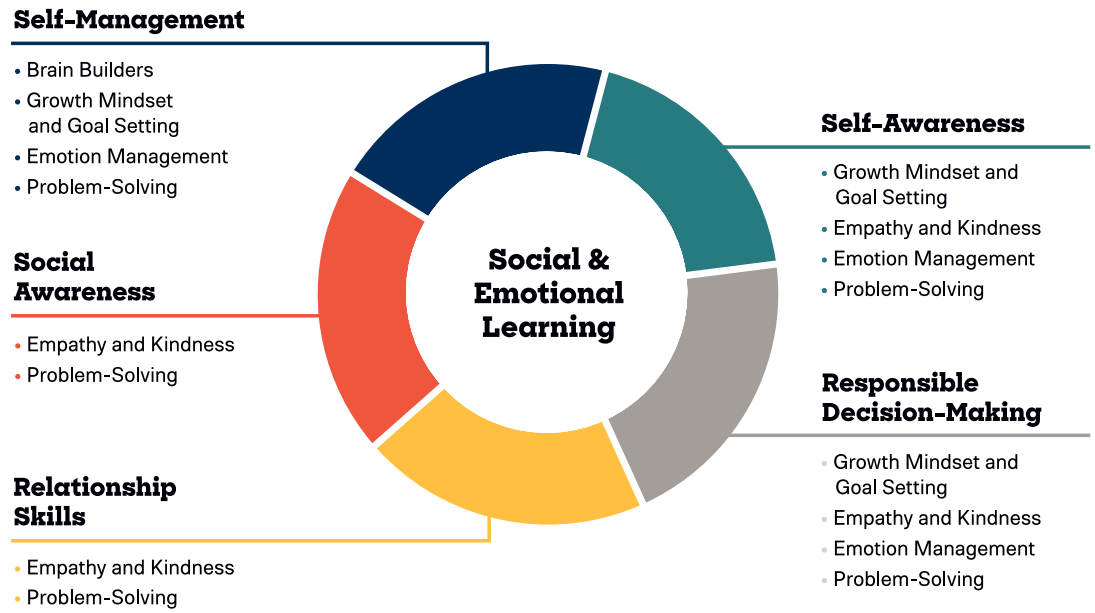 Self-Management
• Brain Builders
• Growth Mindset
and Goal Setting
• Emotion Management
• Problem-Solving
Social
Awareness
• Empathy and Kindness
• Problem-Solving
Relationship
Skills
• Empathy and Kindness
• Problem-Solving
Social &
Emotional
Learning
Self-Awareness
• Growth Mindset and
Goal Setting
• Empathy and Kindness
• Emotion Management
• Problem-Solving
Responsible
Decision-Making
• Growth Mindset and
Goal Setting
• Empathy and Kindness
• Emotion Management
• Problem-Solving